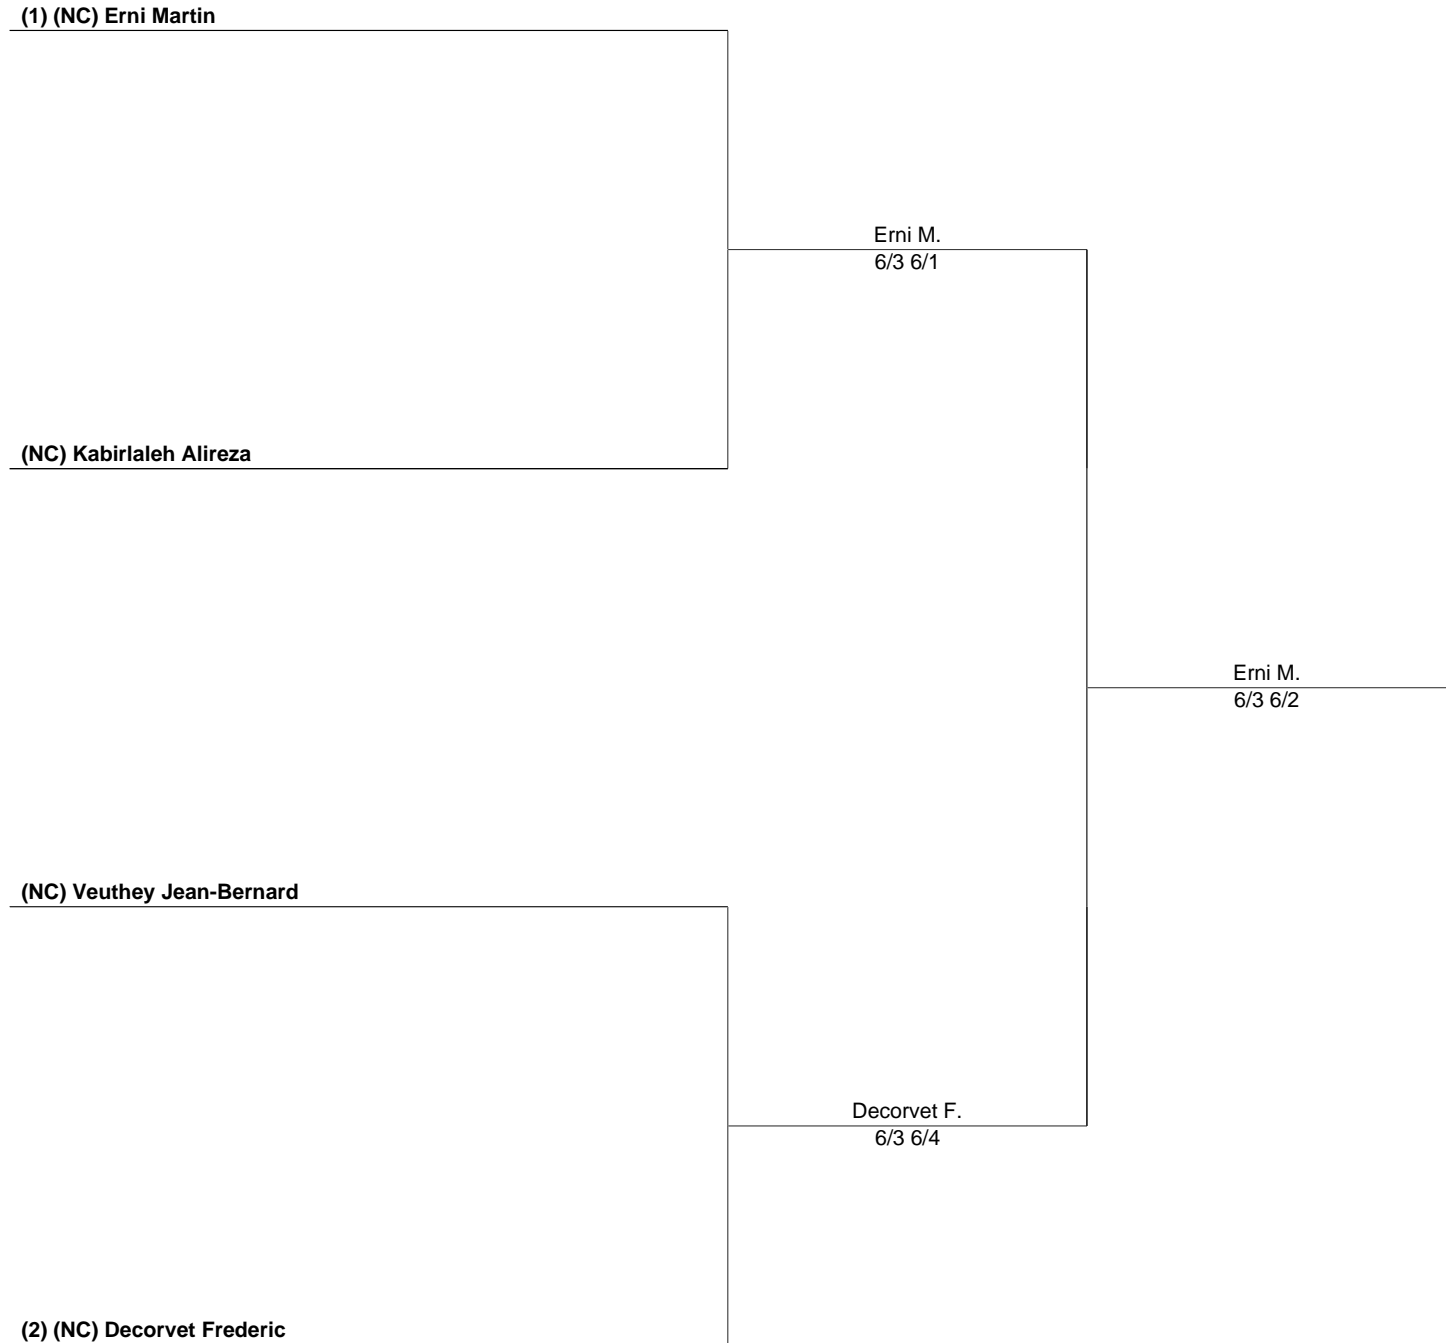 (1) (NC) Erni Martin
Erni M.
6/3 6/1
(NC) Kabirlaleh Alireza
Erni M.
6/3 6/2
(NC) Veuthey Jean-Bernard
Decorvet F.
6/3 6/4
(2) (NC) Decorvet Frederic